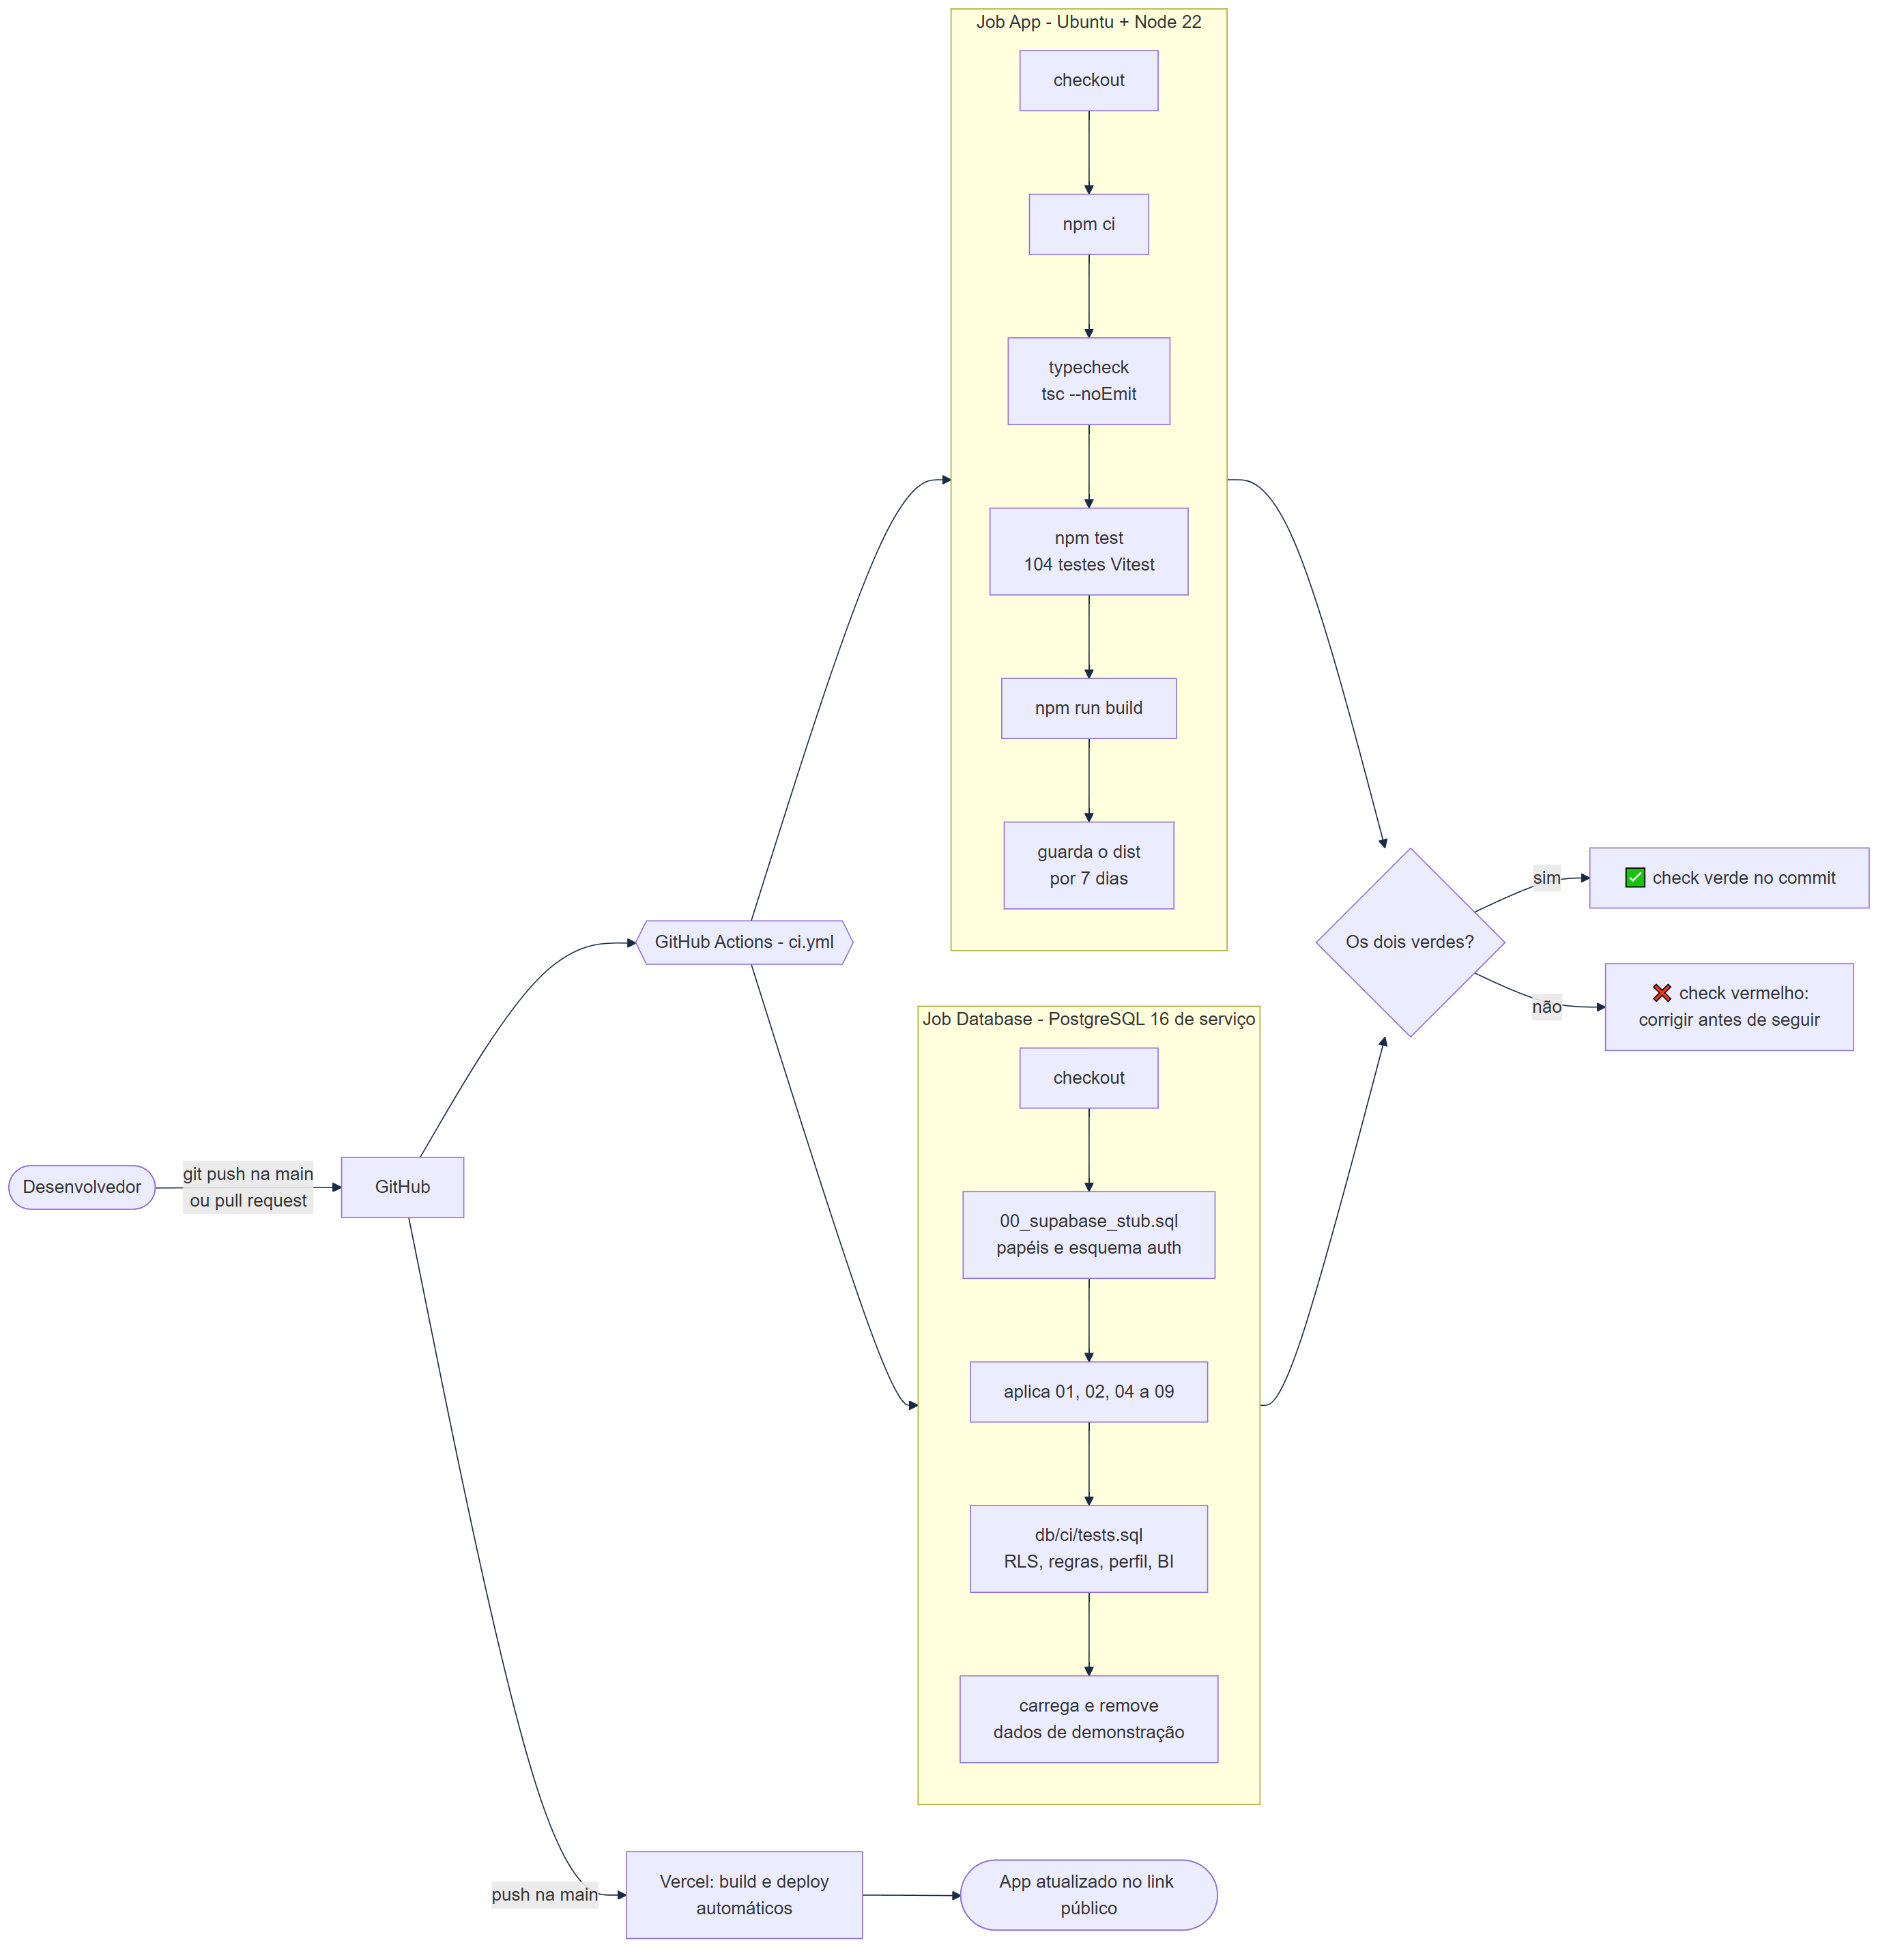 Job App - Ubuntu + Node 22
checkout
npm ci
typecheck
tsc --noEmit
npm test
104 testes Vitest
npm run build
guarda o dist
por 7 dias
Desenvolvedor
git push na main
ou pull request
GitHub
GitHub Actions - ci.yml
Job Database - PostgreSQL 16 de serviço
checkout
00_supabase_stub.sql
papéis e esquema auth
aplica 01, 02, 04 a 09
db/ci/tests.sql
RLS, regras, perfil, BI
carrega e remove
dados de demonstração
Os dois verdes?
sim
✅ check verde no commit
não
❌ check vermelho:
corrigir antes de seguir
push na main
Vercel: build e deploy
automáticos
App atualizado no link
público